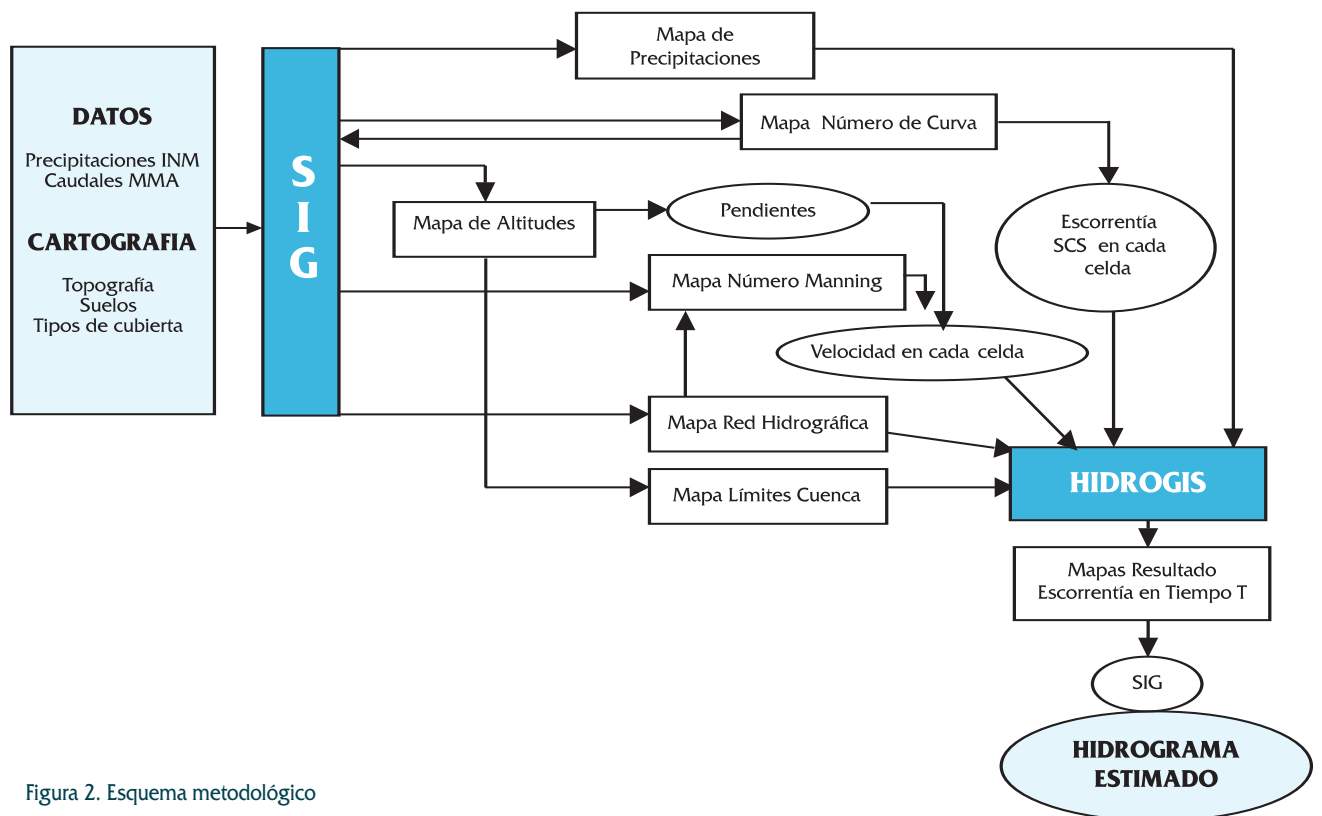 DATOS
Precipitaciones INM
Caudales MMA
CARTOGRAFIA
Topografía
Suelos
Tipos de cubierta
S
I
G
Mapa de
Precipitaciones
Mapa Número de Curva
Mapa de Altitudes
Pendientes
Escorrentía
SCS en cada
celda
Mapa Número Manning
Velocidad en cada celda
Mapa Red Hidrográfica
Mapa Límites Cuenca
HIDROGIS
Mapas Resultado
Escorrentía en Tiempo T
SIG
HIDROGRAMA
ESTIMADO
Figura 2. Esquema metodológico